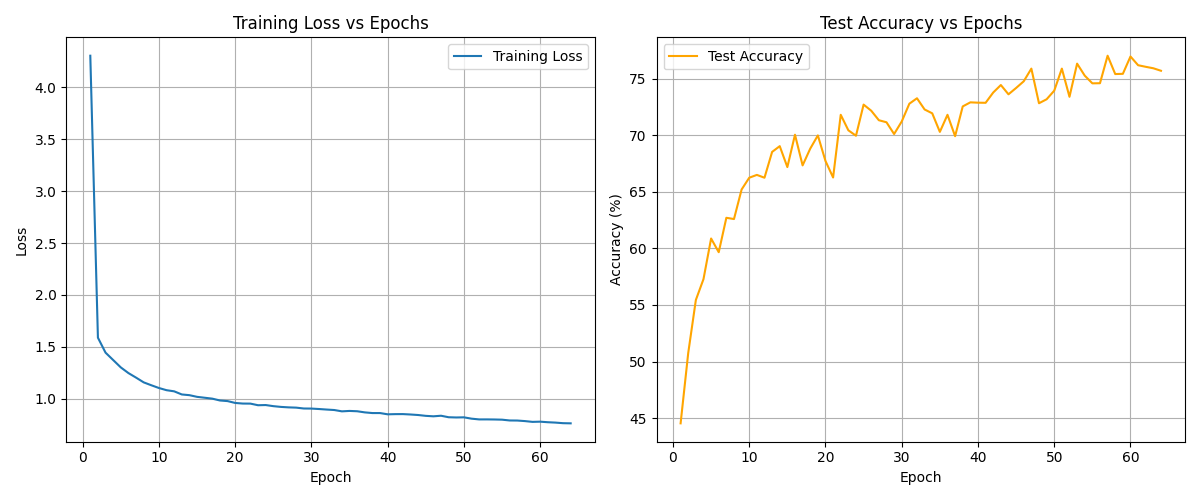 Training Loss vs Epochs
Training Loss
4.0
3.5
3.0
2.5
2.0
1.5
1.0
Loss
0 10 20 30 40 50 60
Epoch
Test Accuracy vs Epochs
Test Accuracy
75
70
65
60
55
50
45
Accuracy (%)
0 10 20 30 40 50 60
Epoch